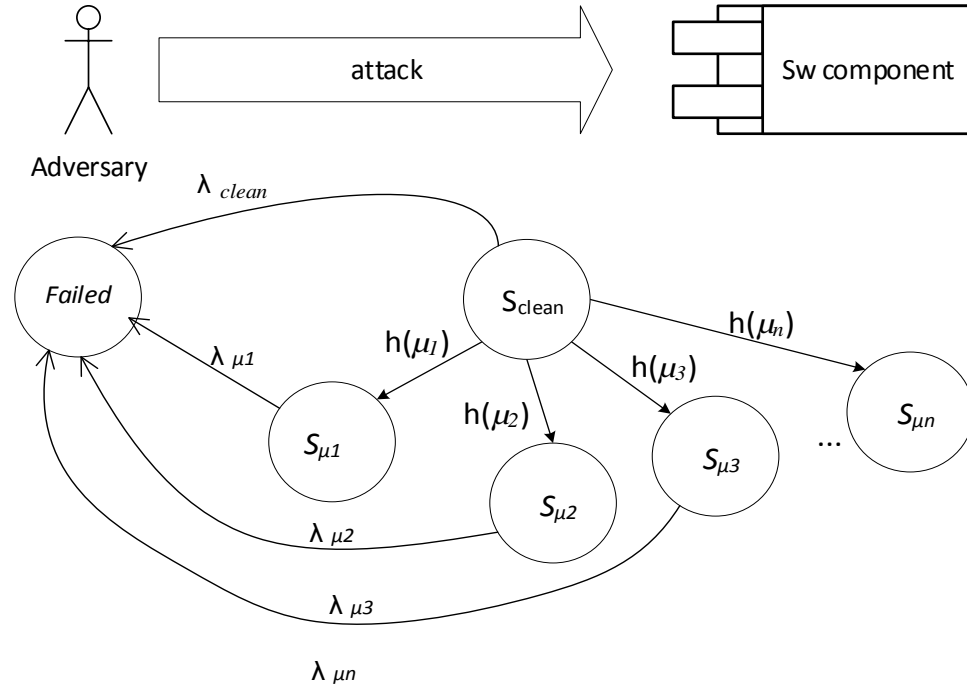 attack
Sw component
Adversary
λ clean
Failed
Sclean
h(μn)
h(μ1)
h(μ3)
λ μ1
h(μ2)
Sμn
Sμ1
Sμ3
...
Sμ2
λ μ2
λ μ3
λ μn